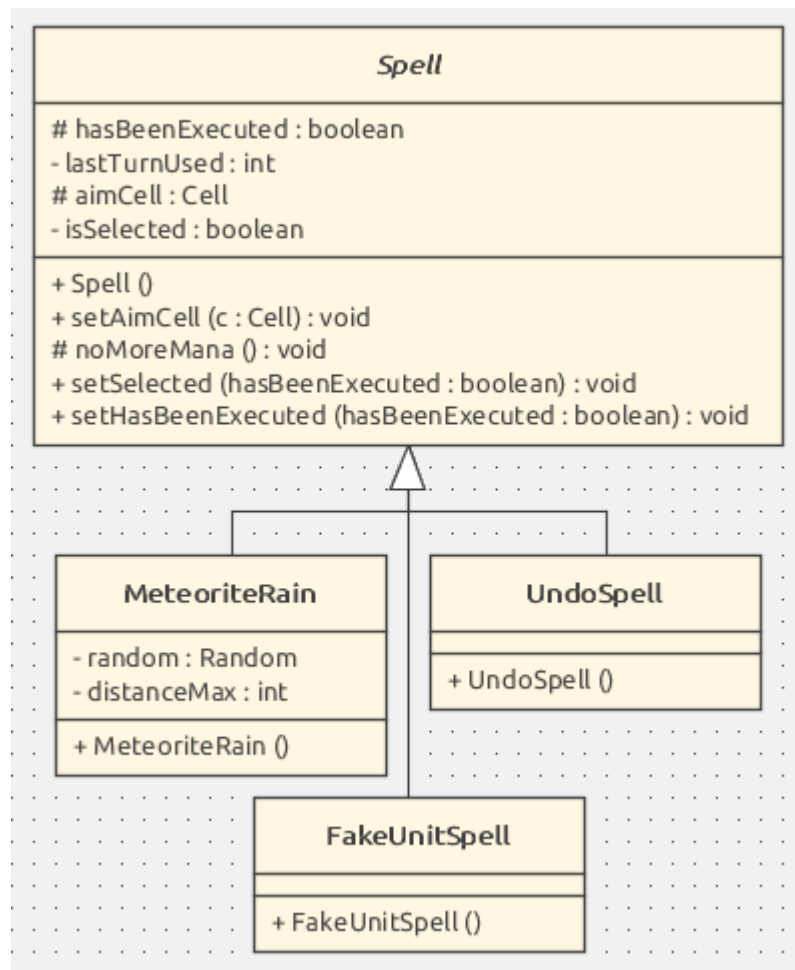 Spell
# hasBeenExecuted : boolean
- lastTurnUsed : int
# aimCell : Cell
- isSelected : boolean
+ Spell ()
+ setAimCell (c : Cell) : void
# noMoreMana () : void
+ setSelected (hasBeenExecuted : boolean) : void
+ setHasBeenExecuted (hasBeenExecuted : boolean) : void
MeteoriteRain
- random : Random
- distanceMax : int
+ MeteoriteRain ()
UndoSpell
+ UndoSpell ()
FakeUnitSpell
+ FakeUnitSpell ()